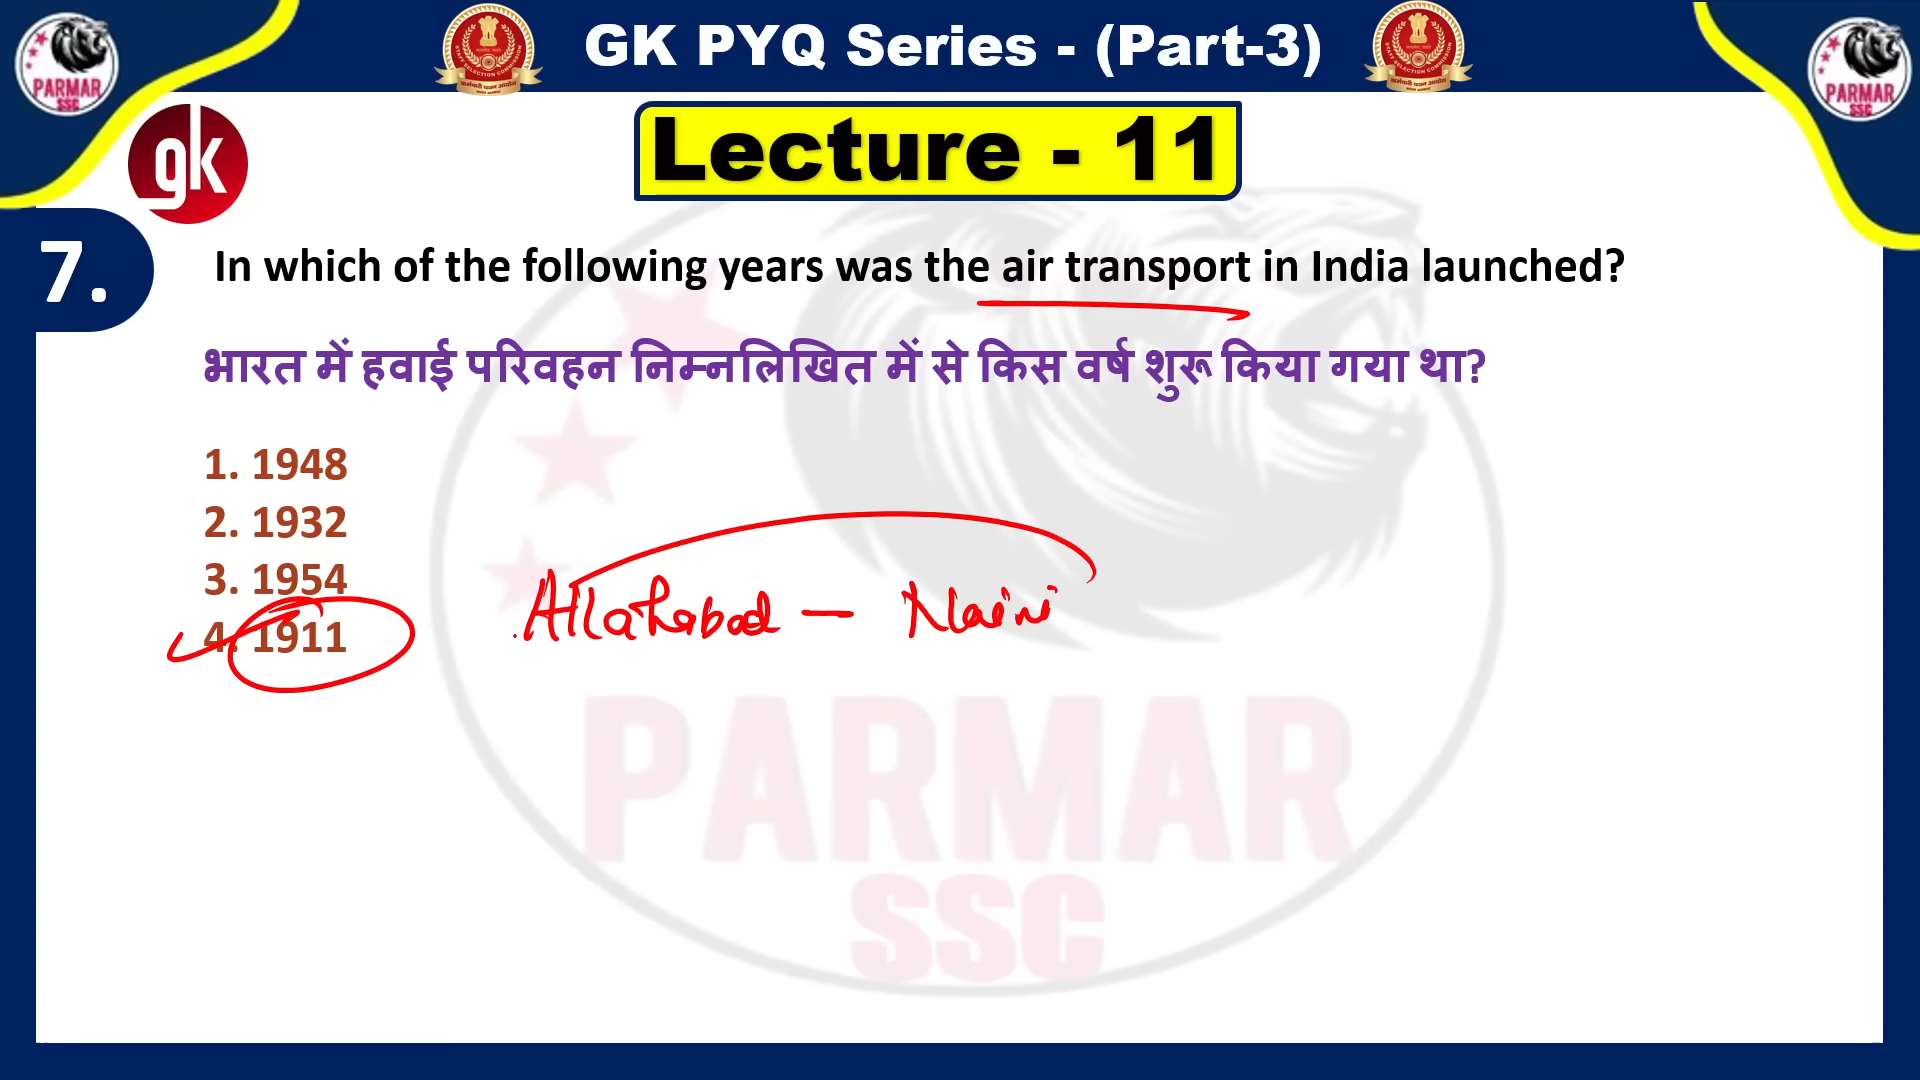 GK PYQ Series - (Part-3)
PARMAR
SSC
PARMAR
SSC
gk
Lecture - 11
7.
In which of the following years was the air transport in India launched?
भारत में हवाई परिवहन निम्नलिखित में से किस वर्ष शुरू किया गया था?
1. 1948
2. 1932
3. 1954
4. 1911
Allahabad — Naini
PARMAR
SSC